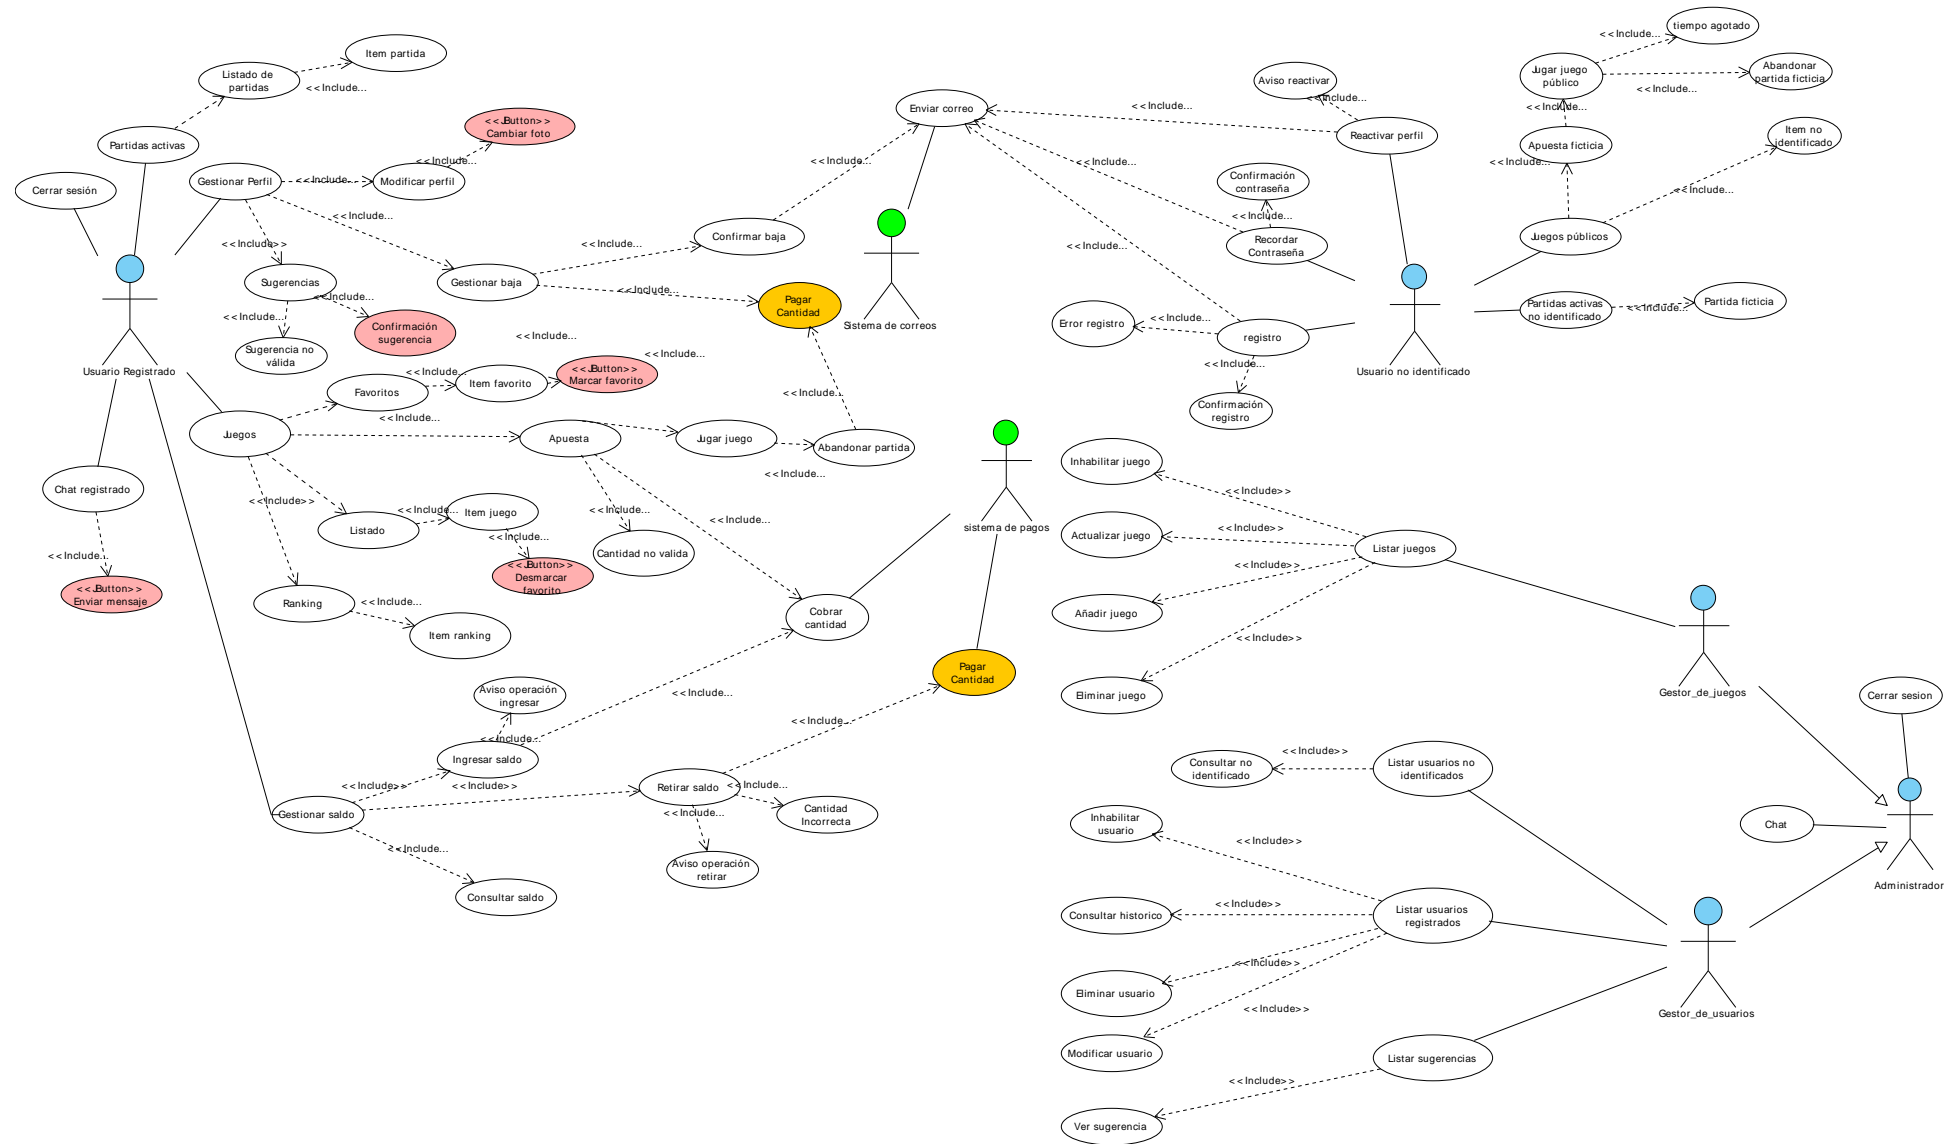 tiempo agotado
<<Include...
Item partida
Listado de
partidas
<<Include...
Jugar juego
público
Abandonar
partida ficticia
<<Include...
Aviso reactivar
<<Include...
<<Include...
<<Include...
Enviar correo
Reactivar perfil
<<JButton>>
Cambiar foto
Item no
identificado
Apuesta ficticia
Partidas activas
<<Include...
<<Include...
<<Include...
Gestionar Perfil
<<Include...
Modificar perfil
Confirmación
contraseña
Cerrar sesión
<<Include...
<<Include...
<<Include...
Confirmar baja
<<Include...
<<Include>>
<<Include...
Recordar
Contraseña
<<Include...
Juegos públicos
Sugerencias
Gestionar baja
<<Include...
<<Include...
Pagar
Cantidad
Partidas activas
no identificado
<<Include...
Partida ficticia
<<Include...
Confirmación
sugerencia
Sistema de correos
Error registro
<<Include...
registro
Sugerencia no
válida
<<Include...
<<Include...
<<Include...
Usuario Registrado
Usuario no identificado
<<Include...
Favoritos
Item favorito
<<JButton>>
Marcar favorito
<<Include...
Confirmación
registro
<<Include...
Juegos
Apuesta
Jugar juego
Abandonar partida
<<Include...
Inhabilitar juego
Chat registrado
<<Include>>
<<Include>>
<<Include...
Item juego
<<Include...
<<Include...
Listado
<<Include...
sistema de pagos
Actualizar juego
<<Include>>
Listar juegos
Cantidad no valida
<<Include...
<<JButton>>
Desmarcar
favorito
<<Include>>
<<JButton>>
Enviar mensaje
Ranking
<<Include...
Item ranking
Cobrar
cantidad
Añadir juego
<<Include>>
Pagar
Cantidad
Aviso operación
ingresar
<<Include...
Eliminar juego
Gestor_de_juegos
Cerrar sesion
<<Include...
<<Include...
Ingresar saldo
<<Include>>
Consultar no
identificado
Listar usuarios no
identificados
<<Include>>
<<Include>>
Retirar saldo
<<Include...
Gestionar saldo
<<Include...
Cantidad
Incorrecta
Inhabilitar
usuario
Chat
<<Include>>
<<Include...
Aviso operación
retirar
Administrador
Consultar saldo
Consultar historico
<<Include>>
Listar usuarios
registrados
<<Include>>
Eliminar usuario
<<Include>>
Gestor_de_usuarios
Modificar usuario
Listar sugerencias
<<Include>>
Ver sugerencia